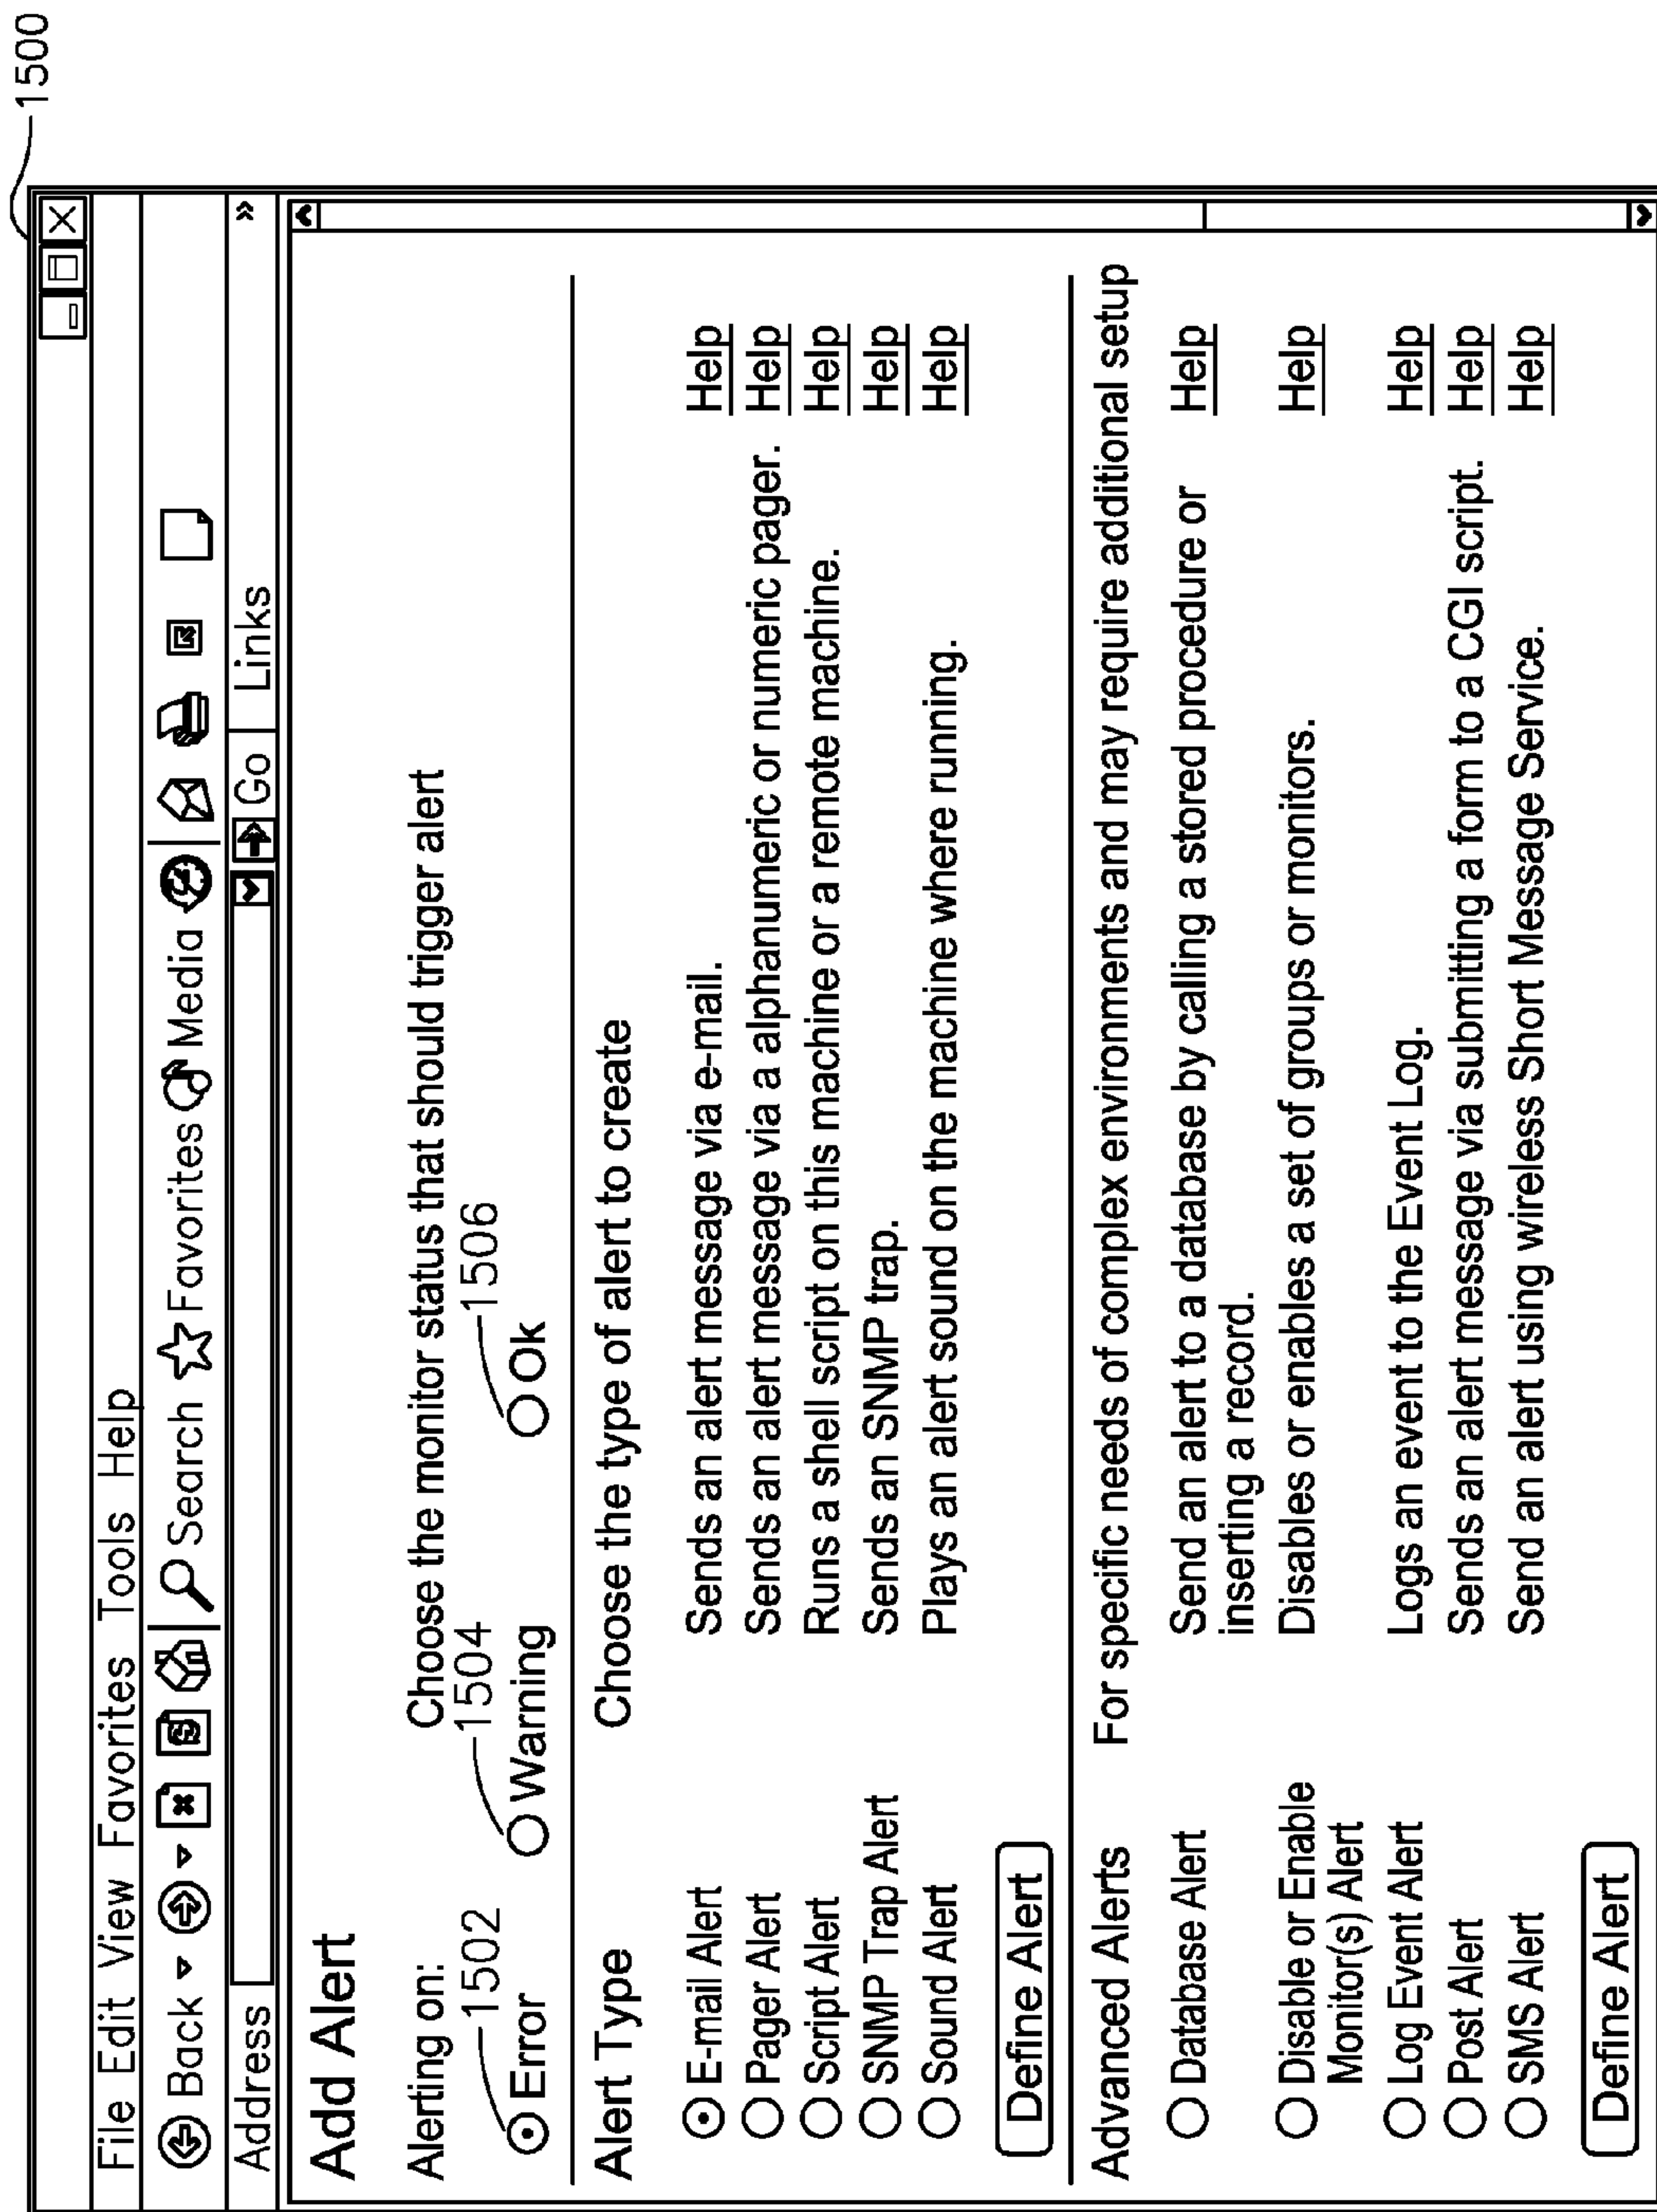 1500
File Edit View Favorites Tools Help
Back Search Favorites Media
Address Go Links »
Add Alert
Alerting on: Choose the monitor status that should trigger alert
1502 1504 1506
Error Warning Ok
Alert Type Choose the type of alert to create
E-mail Alert Sends an alert message via e-mail. Help
Pager Alert Sends an alert message via a alphanumeric or numeric pager. Help
Script Alert Runs a shell script on this machine or a remote machine. Help
SNMP Trap Alert Sends an SNMP trap. Help
Sound Alert Plays an alert sound on the machine where running. Help
Define Alert
Advanced Alerts For specific needs of complex environments and may require additional setup
Database Alert Send an alert to a database by calling a stored procedure or Help
inserting a record.
Disable or Enable Disables or enables a set of groups or monitors. Help
Monitor(s) Alert
Log Event Alert Logs an event to the Event Log. Help
Post Alert Sends an alert message via submitting a form to a CGI script. Help
SMS Alert Send an alert using wireless Short Message Service. Help
Define Alert